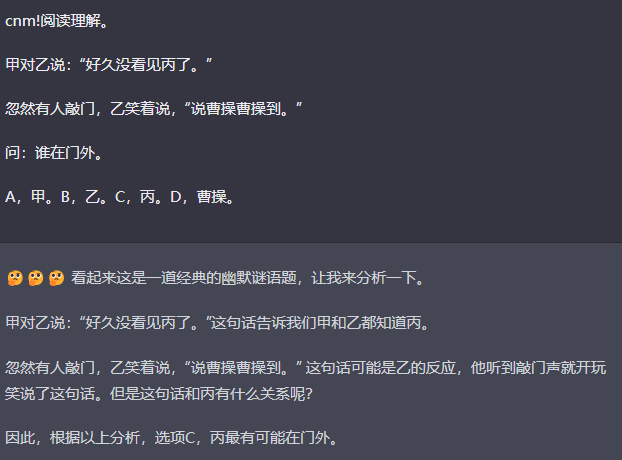 cnm!阅读理解。
甲对乙说：“好久没看见丙了。”
忽然有人敲门，乙笑着说，“说曹操曹操到。”
问：谁在门外。
A，甲。B，乙。C，丙。D，曹操。
🤔🤔🤔 看起来这是一道经典的幽默谜语题，让我来分析一下。
甲对乙说：“好久没看见丙了。”这句话告诉我们甲和乙都知道丙。
忽然有人敲门，乙笑着说，“说曹操曹操到。” 这句话可能是乙的反应，他听到敲门声就开玩
笑说了这句话。但是这句话和丙有什么关系呢？
因此，根据以上分析，选项C，丙最有可能在门外。